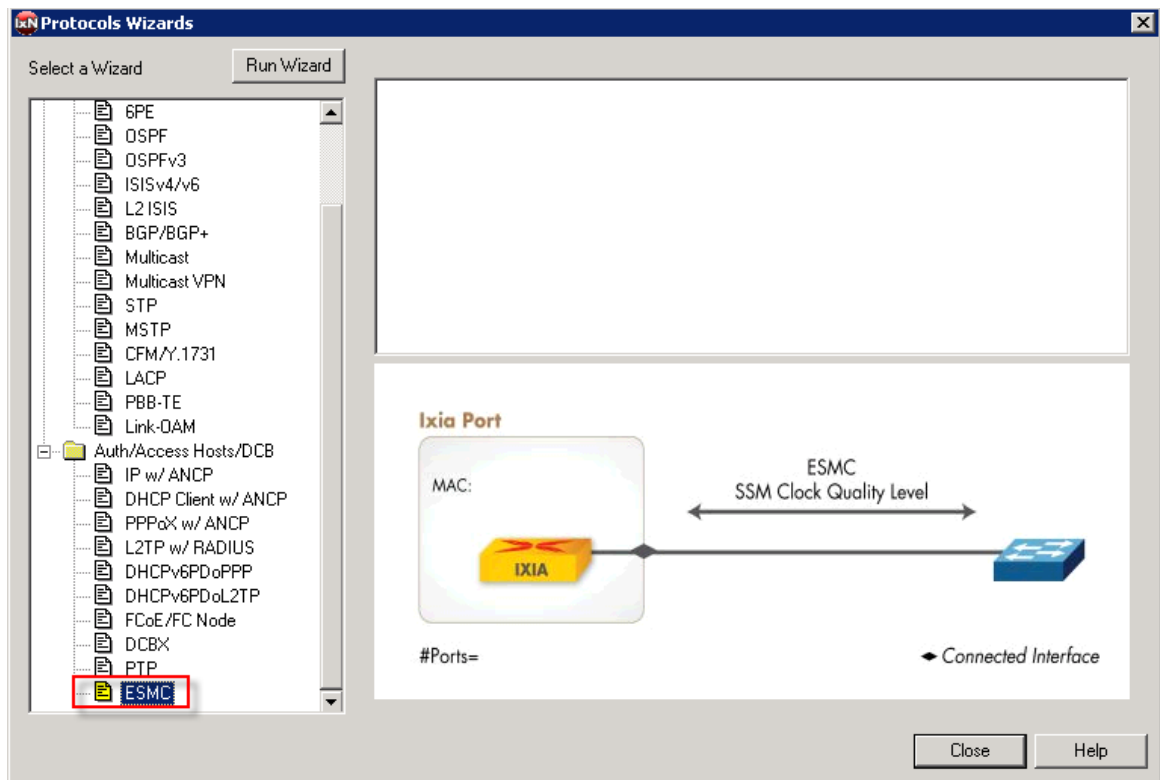 IxN Protocols Wizards
Select a Wizard
Run Wizard
6PE
OSPF
OSPFv3
ISISv4/v6
L2 ISIS
BGP/BGP+
Multicast
Multicast VPN
STP
MSTP
CFM/Y.1731
LACP
PBB-TE
Link-OAM
Auth/Access Hosts/DCB
IP w/ ANCP
DHCP Client w/ ANCP
PPPoX w/ ANCP
L2TP w/ RADIUS
DHCPv6PDoPPP
DHCPv6PDoL2TP
FCoE/FC Node
DCBX
PTP
ESMC
Ixia Port
MAC:
IXIA
ESMC
SSM Clock Quality Level
#Ports=
Connected Interface
Close
Help